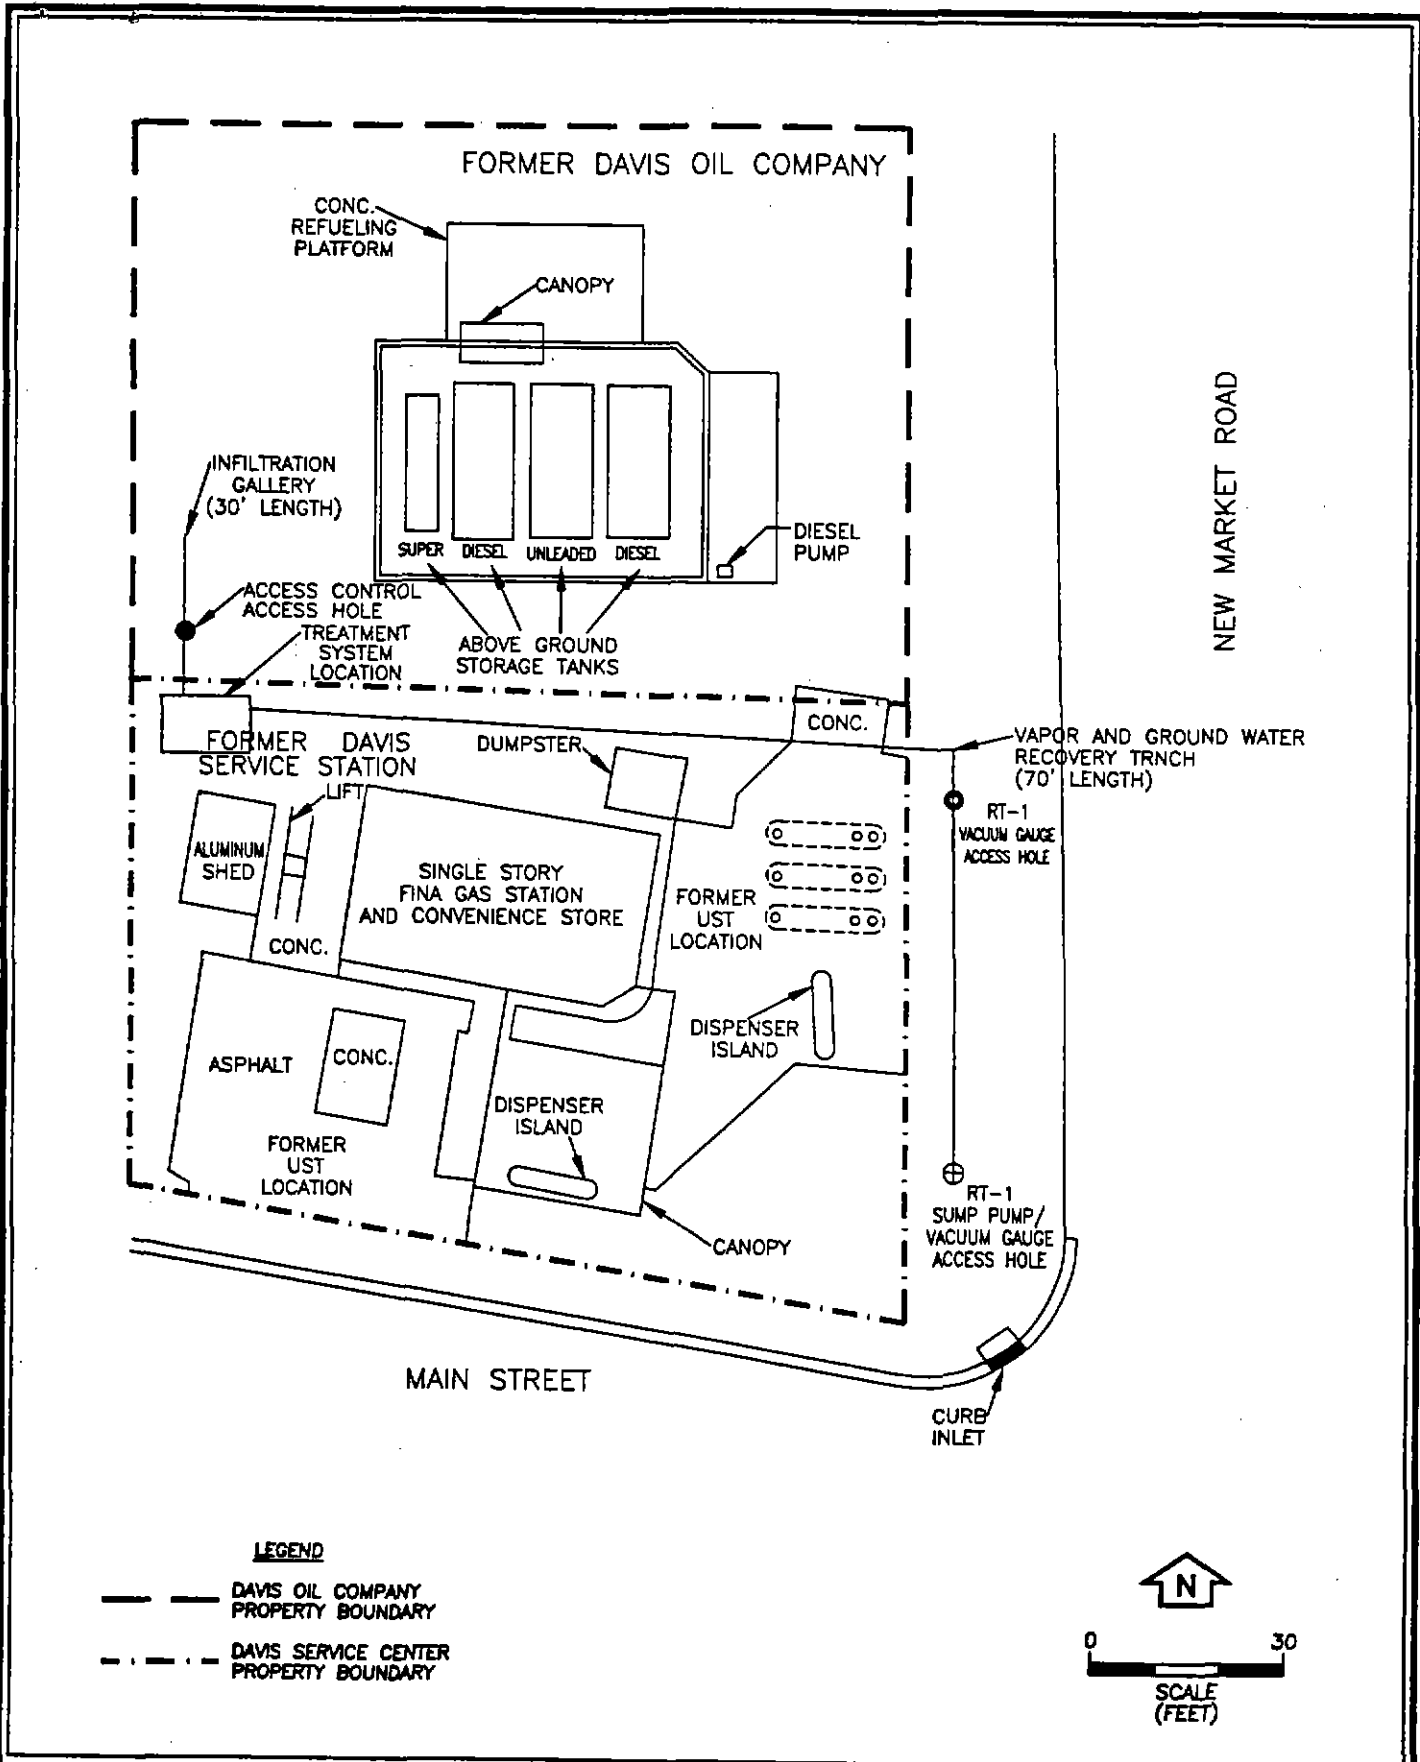 FORMER DAVIS OIL COMPANY
CONC.
REFUELING
PLATFORM
CANOPY
NEW MARKET ROAD
INFILTRATION
GALLERY
(30' LENGTH)
DIESEL
PUMP
SUPER
DIESEL
UNLEADED
DIESEL
ACCESS CONTROL
ACCESS HOLE
TREATMENT
SYSTEM
LOCATION
ABOVE GROUND
STORAGE TANKS
CONC.
FORMER DAVIS
SERVICE STATION
DUMPSTER
VAPOR AND GROUND WATER
RECOVERY TRNCH
(70' LENGTH)
LIFT
RT-1
VACUUM GAUGE
ACCESS HOLE
ALUMINUM
SHED
SINGLE STORY
FINA GAS STATION
AND CONVENIENCE STORE
FORMER
UST
LOCATION
CONC.
DISPENSER
ISLAND
ASPHALT
CONC.
DISPENSER
ISLAND
FORMER
UST
LOCATION
RT-1
SUMP PUMP/
VACUUM GAUGE
ACCESS HOLE
CANOPY
MAIN STREET
CURB
INLET
LEGEND
DAVIS OIL COMPANY
PROPERTY BOUNDARY
DAVIS SERVICE CENTER
PROPERTY BOUNDARY
N
0 30
SCALE
(FEET)